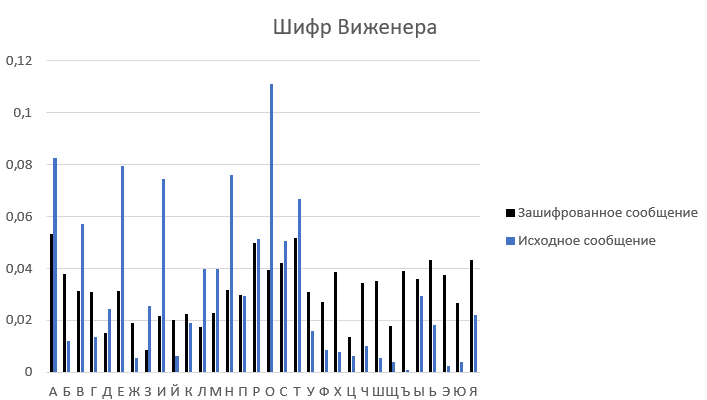 Шифр Виженера
0,12
0,1
0,08
0,06
0,04
0,02
0
А Б В Г Д Е Ж З И Й К Л М Н П Р О С Т У Ф Х Ц Ч Ш Щ Ъ Ы Ь Э Ю Я
Зашифрованное сообщение
Исходное сообщение